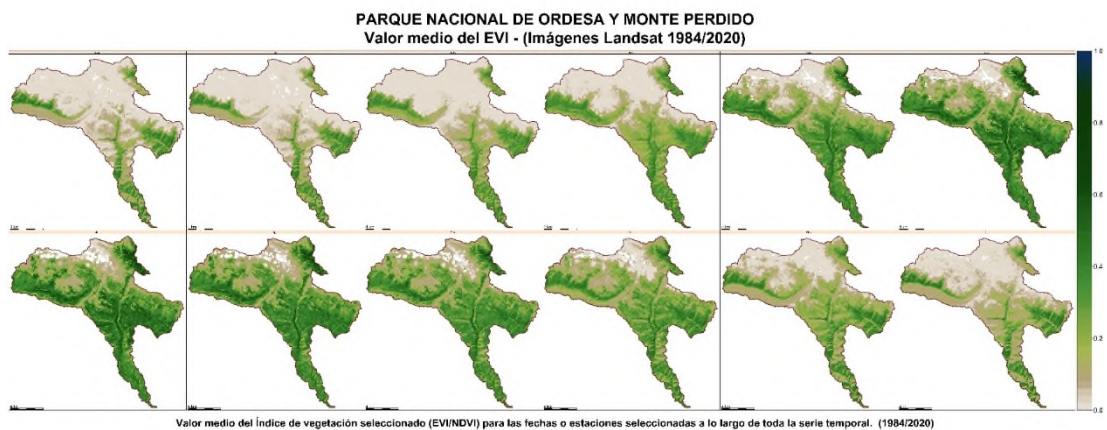 PARQUE NACIONAL DE ORDESA Y MONTE PERDIDO
Valor medio del EVI - (Imágenes Landsat 1984/2020)
1.0
0.8
0.6
0.4
0.2
0.0
Valor medio del Índice de vegetación seleccionado (EVI/NDVI) para las fechas o estaciones seleccionadas a lo largo de toda la serie temporal. (1984/2020)